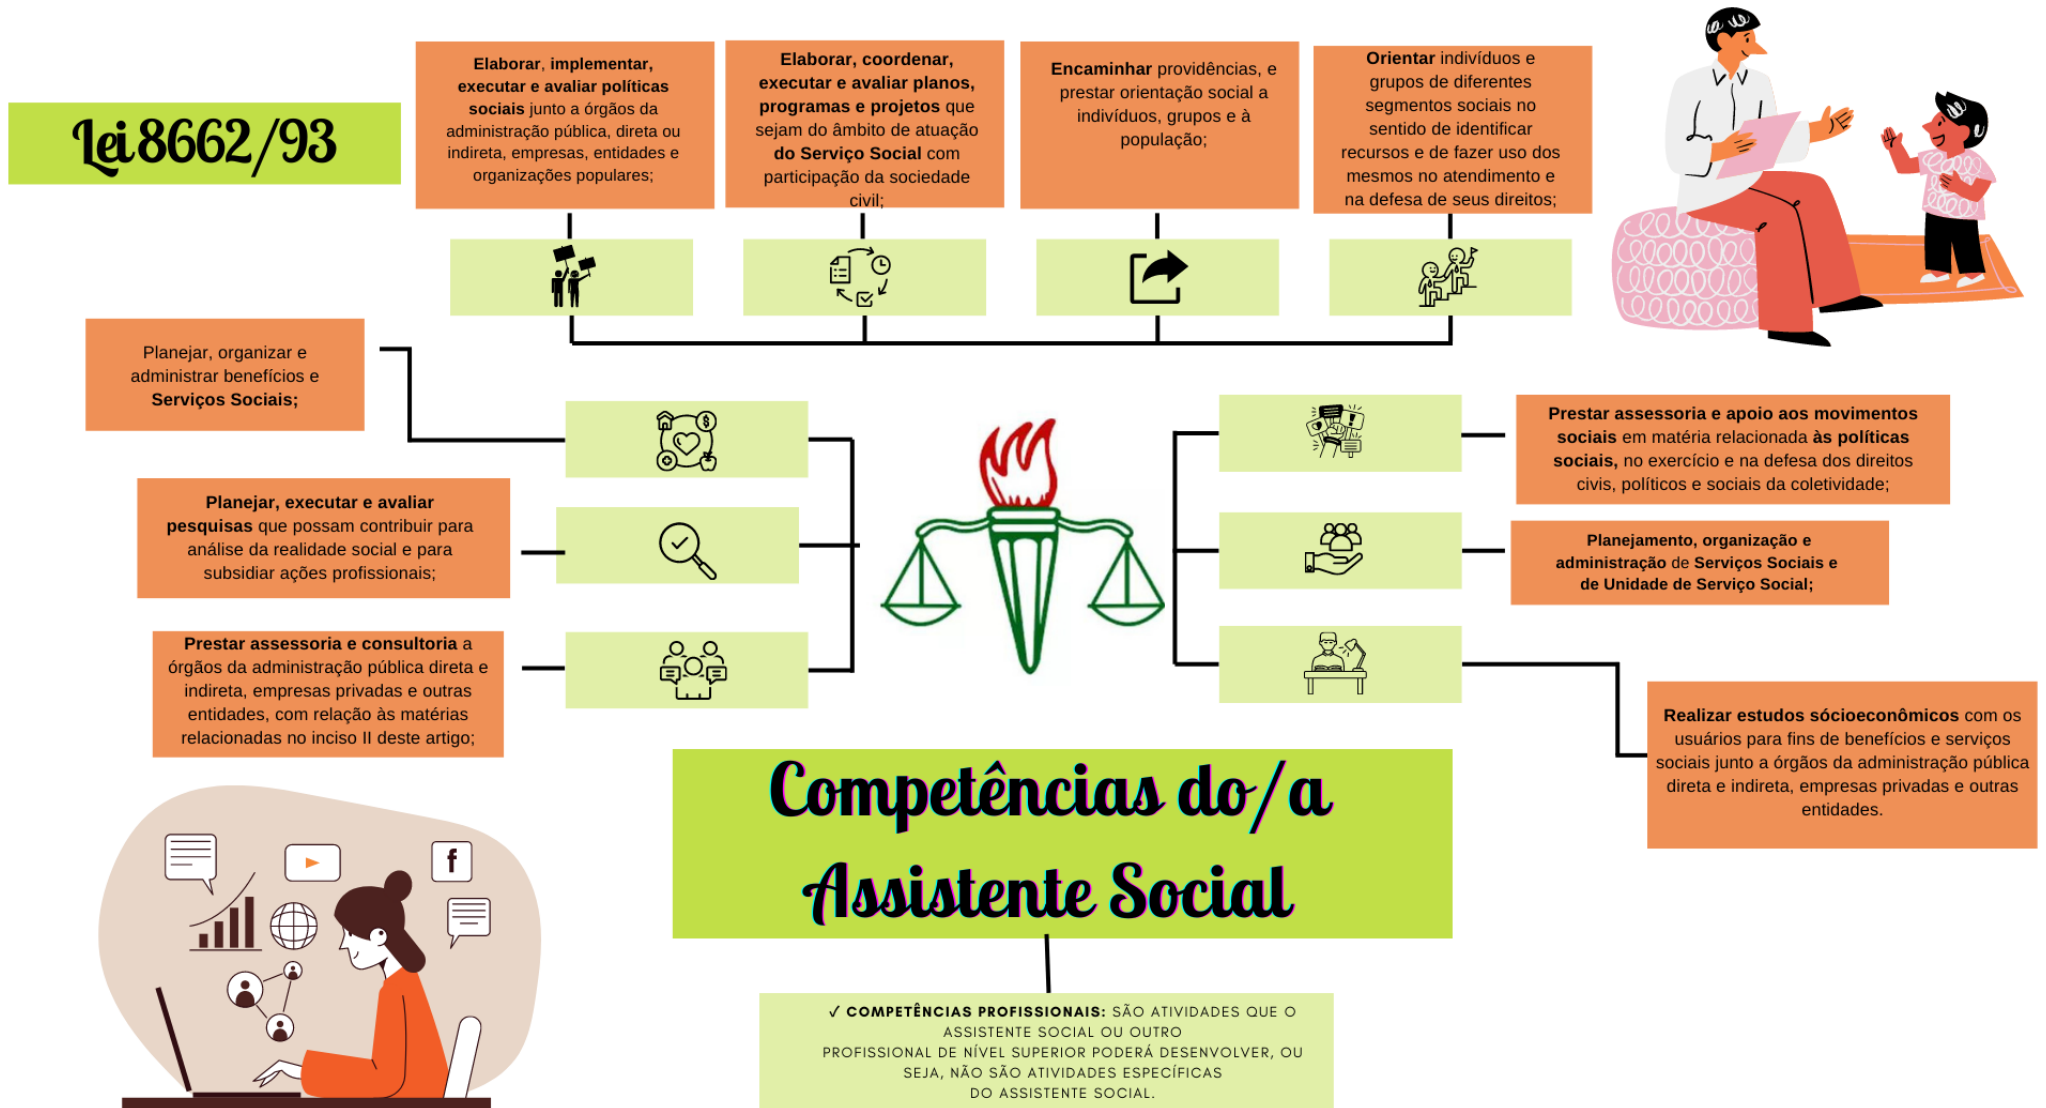 Lei 8662/93
Elaborar, implementar,
executar e avaliar políticas
sociais junto a órgãos da
administração pública, direta ou
indireta, empresas, entidades e
organizações populares;
Elaborar, coordenar,
executar e avaliar planos,
programas e projetos que
sejam do âmbito de atuação
do Serviço Social com
participação da sociedade
civil;
Encaminhar providências, e
prestar orientação social a
indivíduos, grupos e à
população;
Orientar indivíduos e
grupos de diferentes
segmentos sociais no
sentido de identificar
recursos e de fazer uso dos
mesmos no atendimento e
na defesa de seus direitos;
Planejar, organizar e
administrar benefícios e
Serviços Sociais;
Planejar, executar e avaliar
pesquisas que possam contribuir para
análise da realidade social e para
subsidiar ações profissionais;
Prestar assessoria e consultoria a
órgãos da administração pública direta e
indireta, empresas privadas e outras
entidades, com relação às matérias
relacionadas no inciso II deste artigo;
Prestar assessoria e apoio aos movimentos
sociais em matéria relacionada às políticas
sociais, no exercício e na defesa dos direitos
civis, políticos e sociais da coletividade;
Planejamento, organização e
administração de Serviços Sociais e
de Unidade de Serviço Social;
Realizar estudos sócioeconômicos com os
usuários para fins de benefícios e serviços
sociais junto a órgãos da administração pública
direta e indireta, empresas privadas e outras
entidades.
Competências do/a
Assistente Social
✓ COMPETÊNCIAS PROFISSIONAIS: SÃO ATIVIDADES QUE O
ASSISTENTE SOCIAL OU OUTRO
PROFISSIONAL DE NÍVEL SUPERIOR PODERÁ DESENVOLVER, OU
SEJA, NÃO SÃO ATIVIDADES ESPECÍFICAS
DO ASSISTENTE SOCIAL.
f